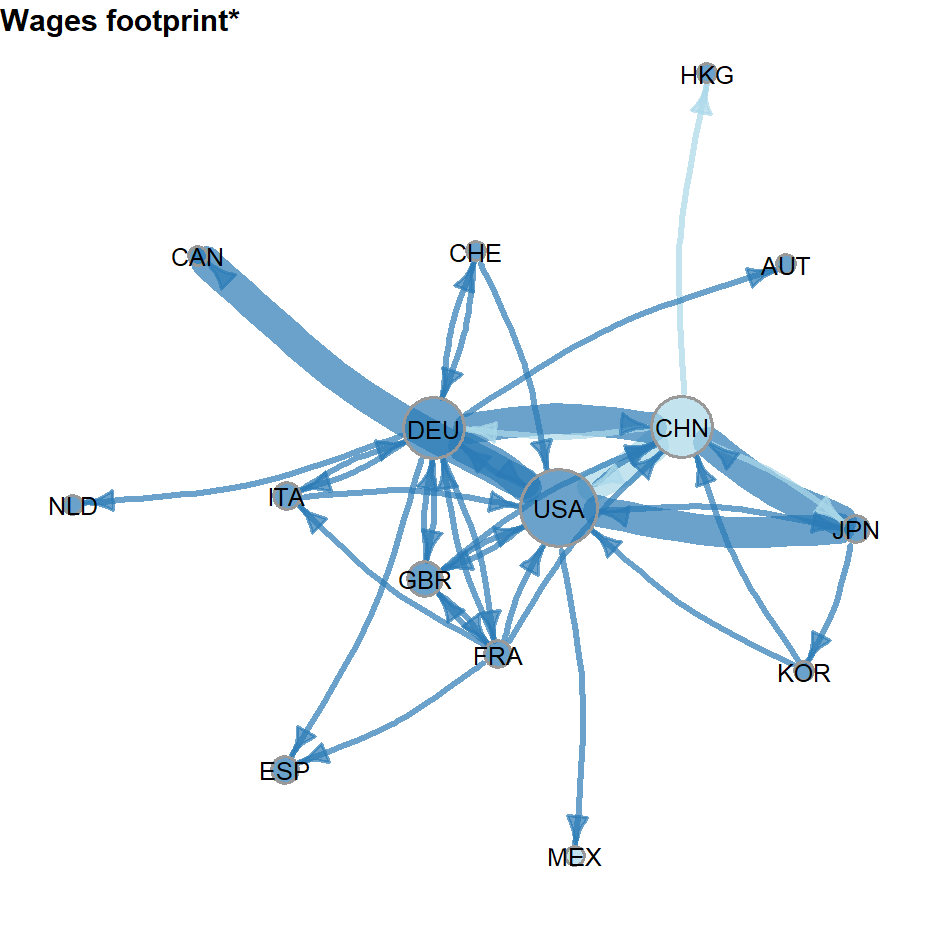 Wages footprint*
HKG
CAN
CHE
AUT
DEU
CHN
NLD
ITA
USA
JPN
GBR
FRA
KOR
ESP
MEX